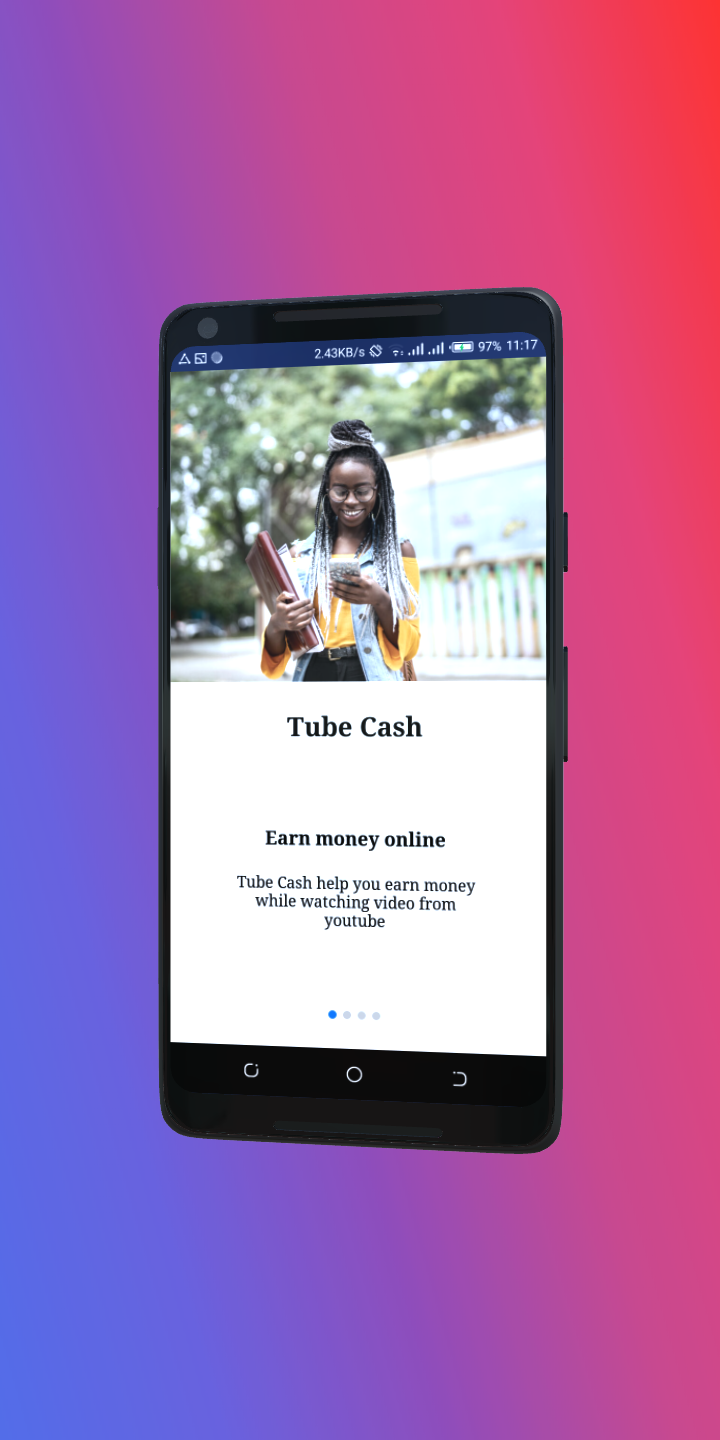 2.43KB/s 97% 11:17
Tube Cash
Earn money online
Tube Cash help you earn money
while watching video from
youtube